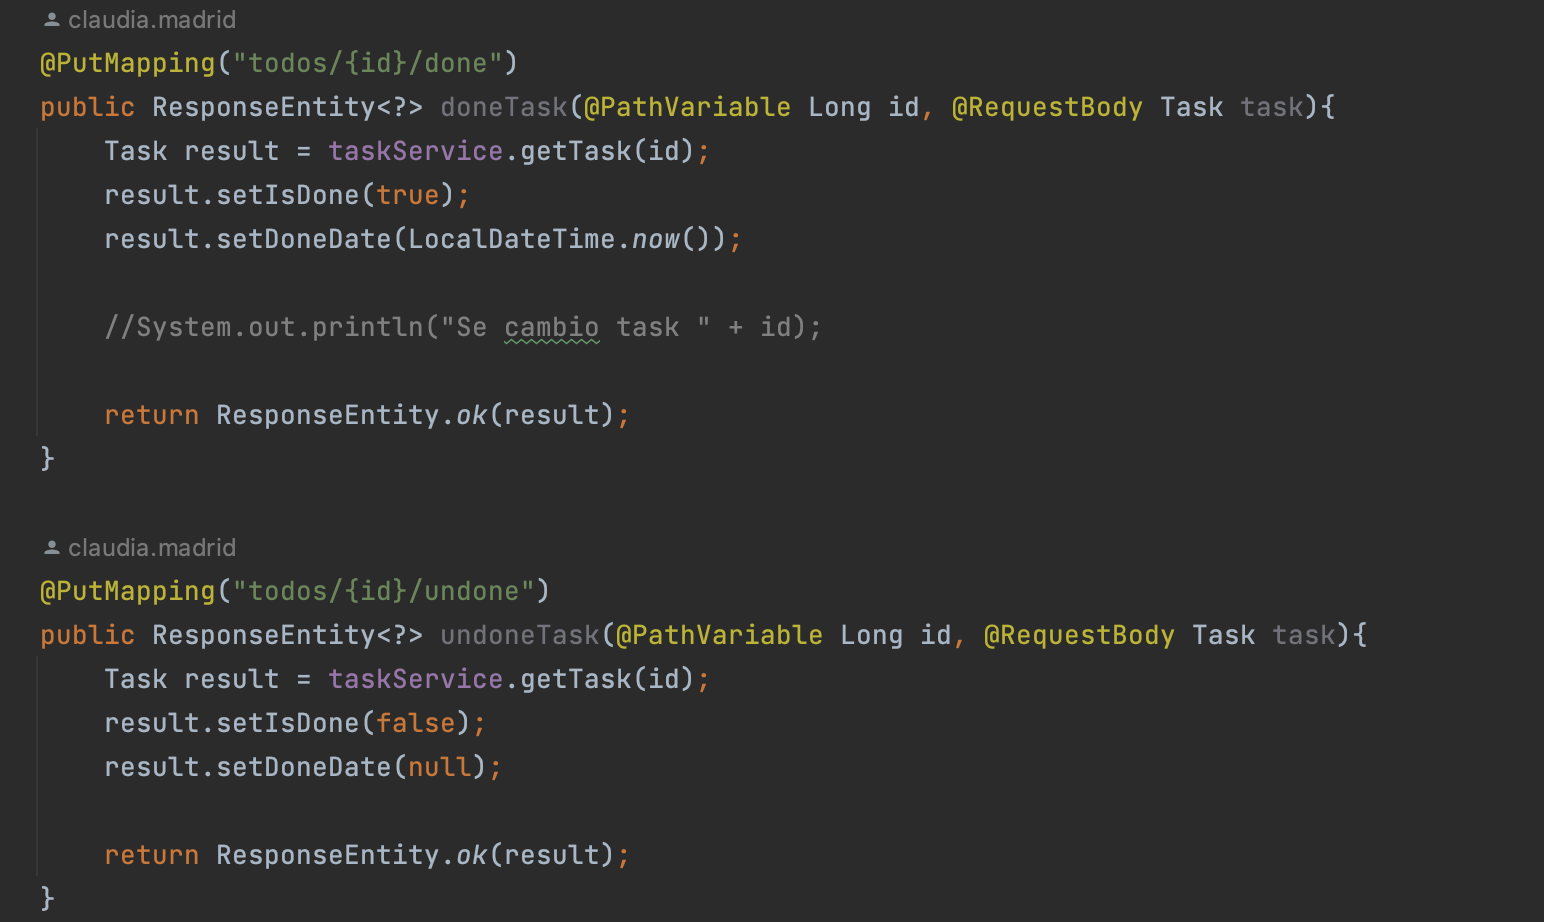 claudia.madrid
@PutMapping("todos/{id}/done")
public ResponseEntity<?> doneTask(@PathVariable Long id, @RequestBody Task task){
Task result = taskService.getTask(id);
result.setIsDone(true);
result.setDoneDate(LocalDateTime.now());
//System.out.println("Se cambio task " + id);
return ResponseEntity.ok(result);
}
claudia.madrid
@PutMapping("todos/{id}/undone")
public ResponseEntity<?> undoneTask(@PathVariable Long id, @RequestBody Task task){
Task result = taskService.getTask(id);
result.setIsDone(false);
result.setDoneDate(null);
return ResponseEntity.ok(result);
}